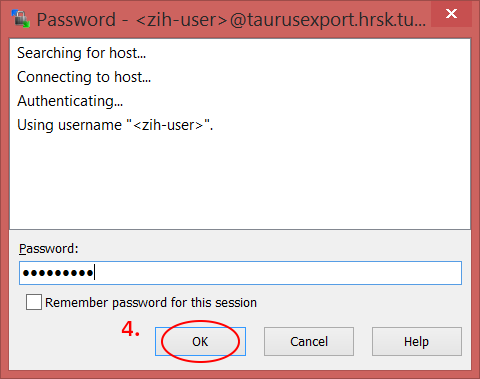 Password - <zih-user>@taurusexport.hrsk.tu...
Searching for host...
Connecting to host...
Authenticating...
Using username "<zih-user>".
Password:
●●●●●●●●●
Remember password for this session
4.
OK Cancel Help